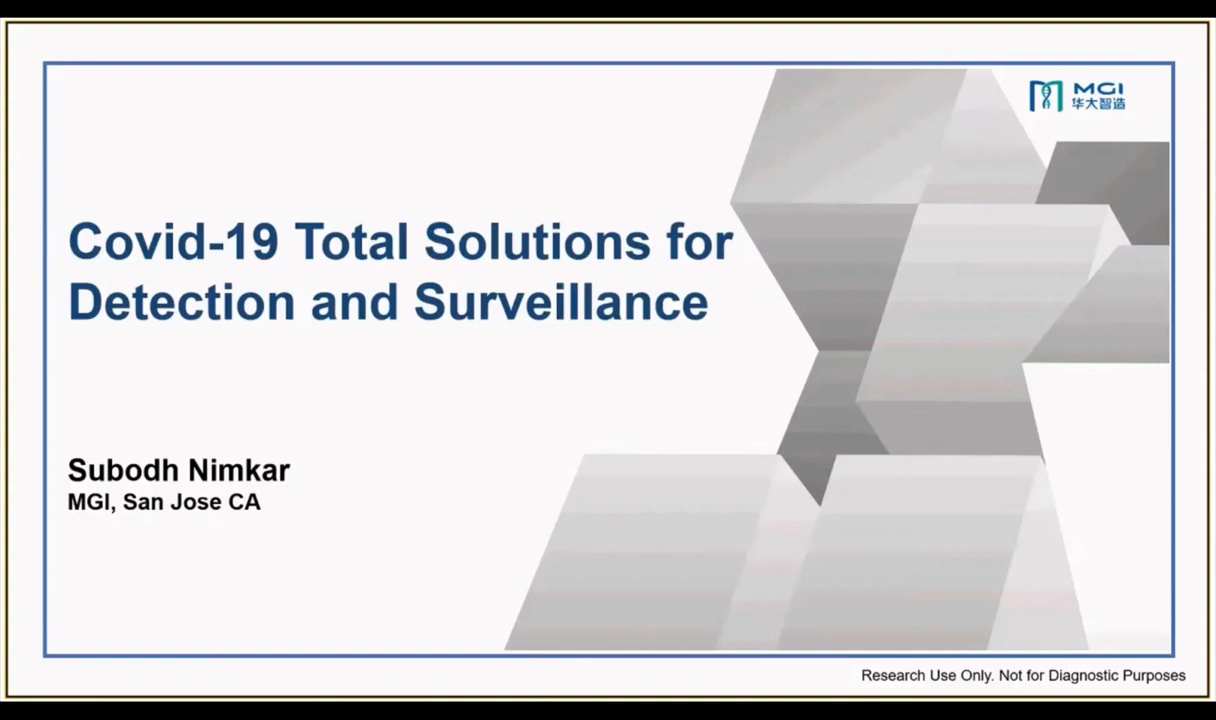 MGI
华大智造
Covid-19 Total Solutions for
Detection and Surveillance
Subodh Nimkar
MGI, San Jose CA
Research Use Only. Not for Diagnostic Purposes